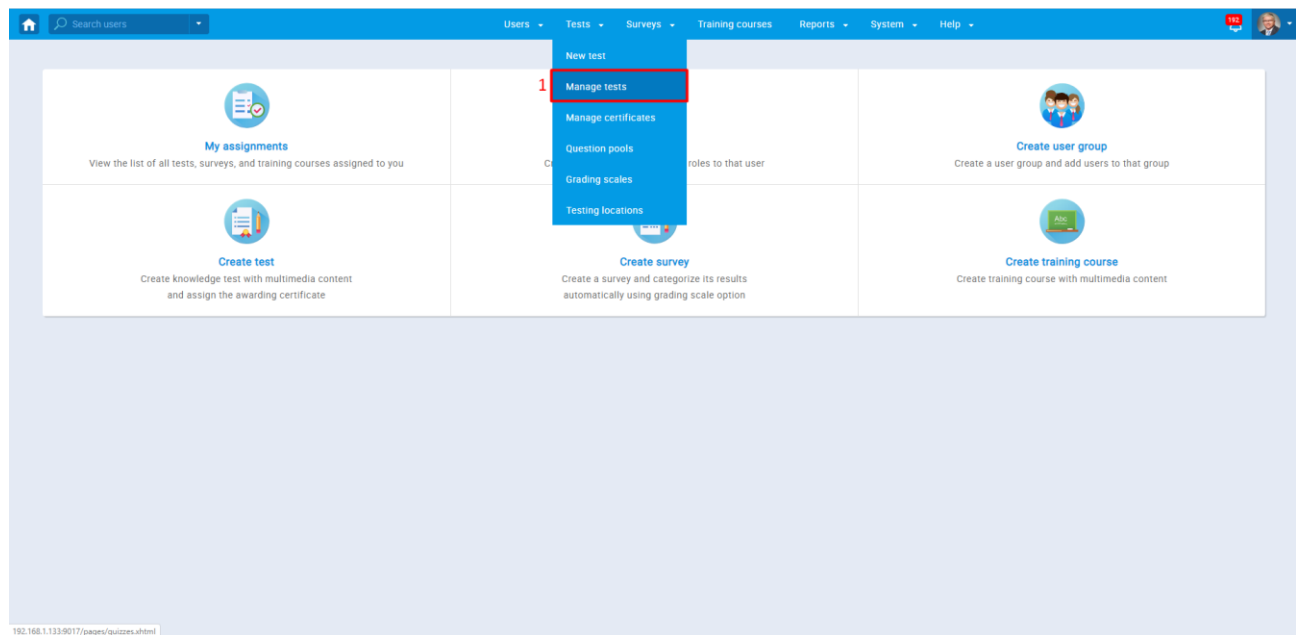 Search users
Users
Tests
Surveys
Training courses
Reports
System
Help
192
New test
1
Manage tests
Manage certificates
Question pools
Grading scales
Testing locations
My assignments
View the list of all tests, surveys, and training courses assigned to you
roles to that user
Create user group
Create a user group and add users to that group
Create test
Create knowledge test with multimedia content
and assign the awarding certificate
Create survey
Create a survey and categorize its results
automatically using grading scale option
Abc
Create training course
Create training course with multimedia content
192.168.1.133:9017/pages/quizzes.xhtml